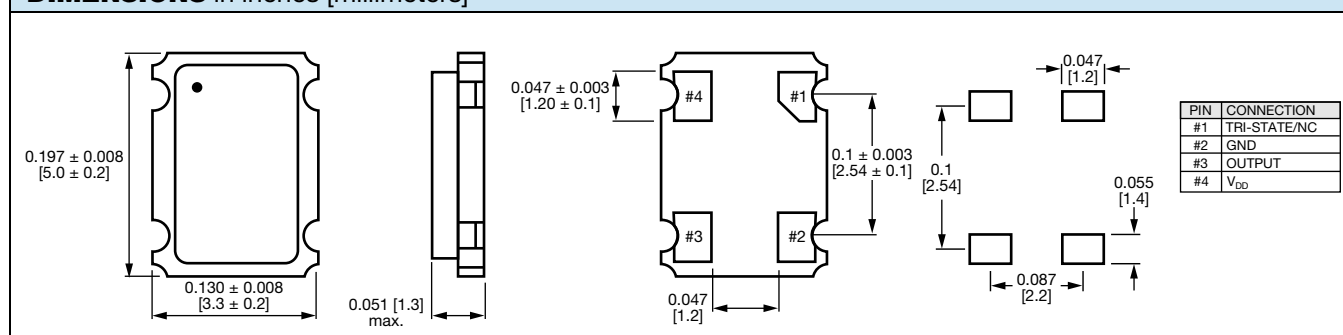 DIMENSIONS in inches [millimeters]
0.197 ± 0.008
[5.0 ± 0.2]
0.130 ± 0.008
[3.3 ± 0.2]
0.051 [1.3]
max.
0.047 ± 0.003
[1.20 ± 0.1]
#4
#1
#3
#2
0.1 ± 0.003
[2.54 ± 0.1]
0.047
[1.2]
0.047
[1.2]
0.1
[2.54]
0.055
[1.4]
0.087
[2.2]
PIN CONNECTION
#1 TRI-STATE/NC
#2 GND
#3 OUTPUT
#4 VDD